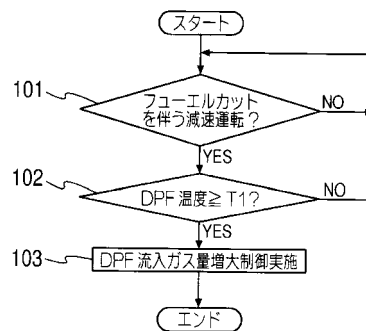 スタート
101
フューエルカット
を伴う減速運転?
NO
YES
102
DPF 温度≧T1?
NO
YES
103
DPF 流入ガス量増大制御実施
エンド